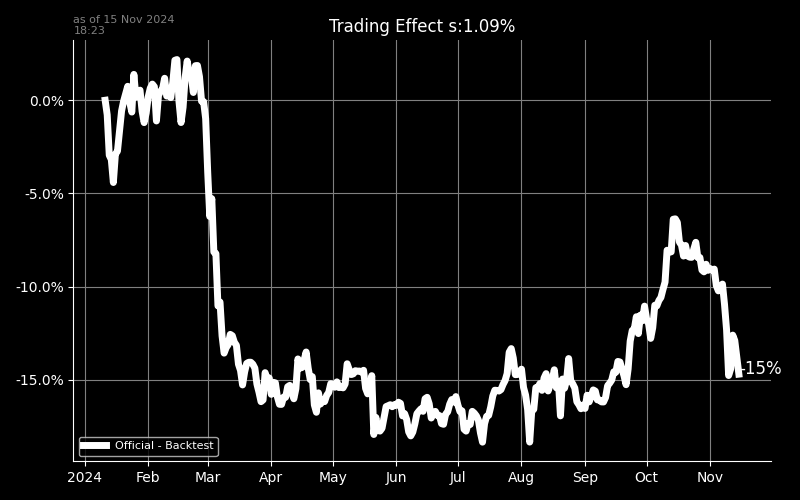 as of 15 Nov 2024
18:23
Trading Effect s:1.09%
0.0%
-5.0%
-10.0%
-15.0%
-15%
Official - Backtest
2024 Feb Mar Apr May Jun Jul Aug Sep Oct Nov